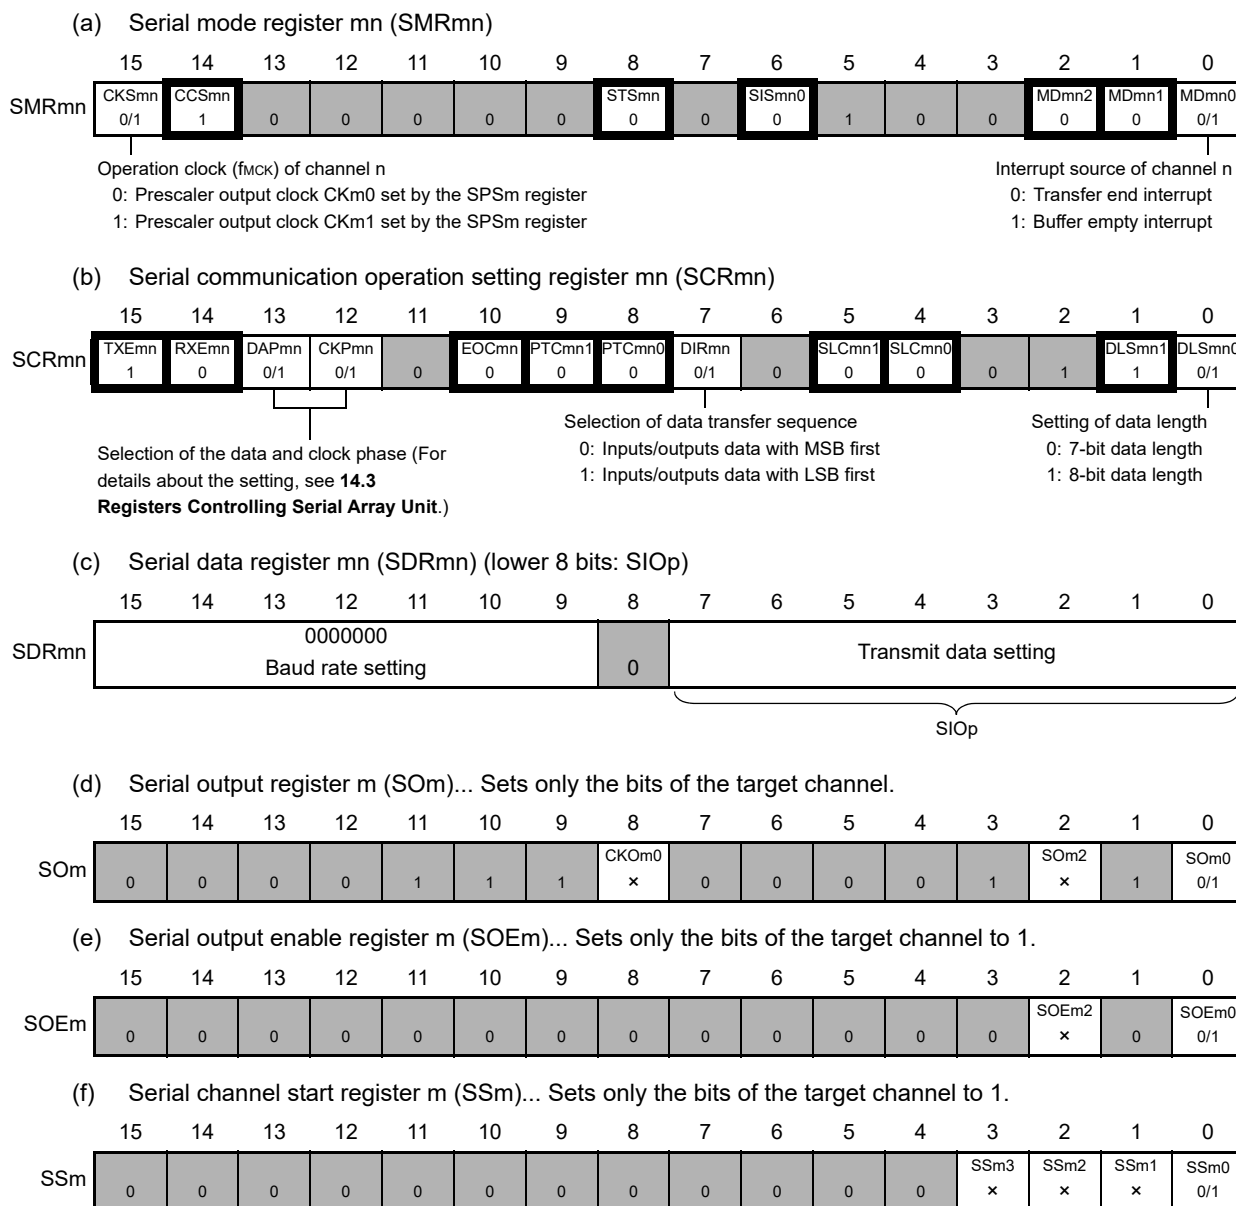 (a) Serial mode register mn (SMRmn)
15 14 13 12 11 10 9 8 7 6 5 4 3 2 1 0
CKSmn CCSmn STSmn SISmn0 MDmn2 MDmn1 MDmn0
SMRmn
0/1 1 0 0 0 0 0 0 0 0 1 0 0 0 0 0/1
Operation clock (fMCK) of channel n
0: Prescaler output clock CKm0 set by the SPSm register
1: Prescaler output clock CKm1 set by the SPSm register
Interrupt source of channel n
0: Transfer end interrupt
1: Buffer empty interrupt
(b) Serial communication operation setting register mn (SCRmn)
15 14 13 12 11 10 9 8 7 6 5 4 3 2 1 0
TXEmn RXEmn DAPmn CKPmn EOCmn PTCmn1 PTCmn0 DIRmn SLCmn1 SLCmn0 DLSmn1 DLSmn0
SCRmn
1 0 0/1 0/1 0 0 0 0 0/1 0 0 0 0 1 1 0/1
Selection of the data and clock phase (For
details about the setting, see 14.3
Registers Controlling Serial Array Unit.)
Selection of data transfer sequence
0: Inputs/outputs data with MSB first
1: Inputs/outputs data with LSB first
Setting of data length
0: 7-bit data length
1: 8-bit data length
(c) Serial data register mn (SDRmn) (lower 8 bits: SIOp)
15 14 13 12 11 10 9 8 7 6 5 4 3 2 1 0
SDRmn
0000000
Baud rate setting
0
Transmit data setting
SIOp
(d) Serial output register m (SOm)... Sets only the bits of the target channel.
15 14 13 12 11 10 9 8 7 6 5 4 3 2 1 0
CKOm0 SOm2 SOm0
SOm
0 0 0 0 1 1 1 × 0 0 0 0 1 × 1 0/1
(e) Serial output enable register m (SOEm)... Sets only the bits of the target channel to 1.
15 14 13 12 11 10 9 8 7 6 5 4 3 2 1 0
SOEm2 SOEm0
SOEm
0 0 0 0 0 0 0 0 0 0 0 0 0 × 0 0/1
(f) Serial channel start register m (SSm)... Sets only the bits of the target channel to 1.
15 14 13 12 11 10 9 8 7 6 5 4 3 2 1 0
SSm3 SSm2 SSm1 SSm0
SSm
0 0 0 0 0 0 0 0 0 0 0 0 × × × 0/1